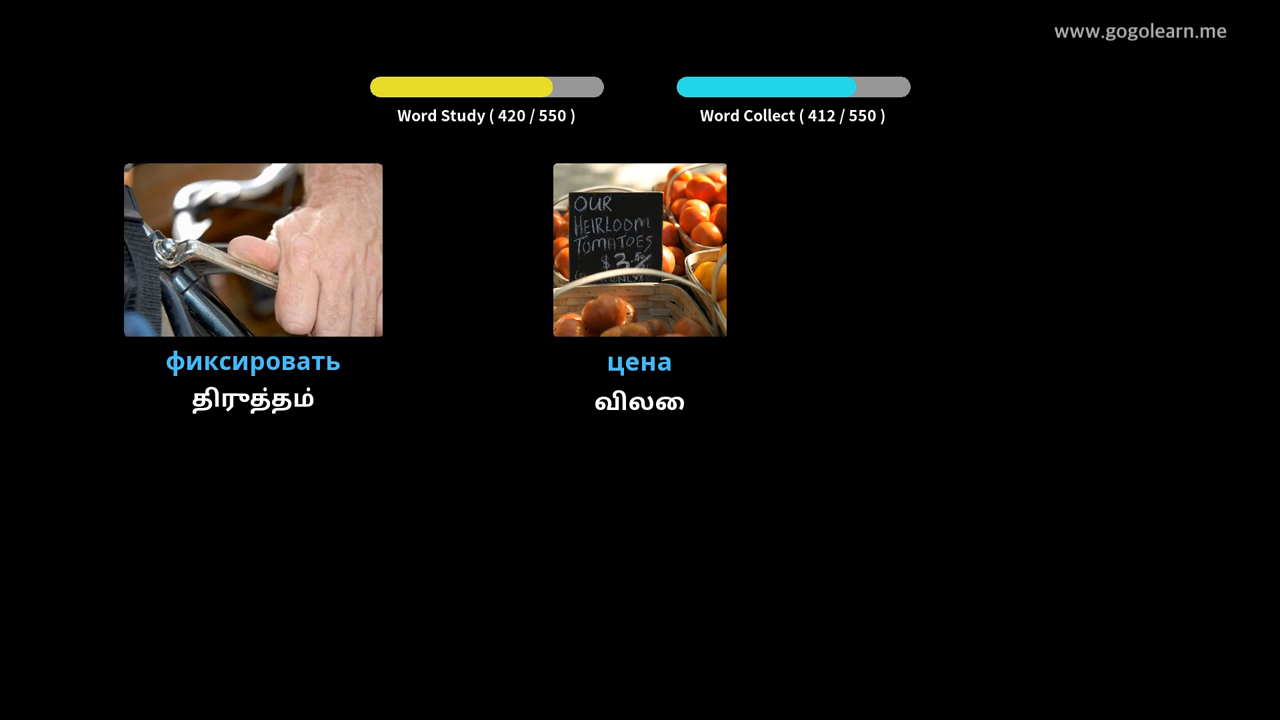 www.gogolearn.me
Word Study ( 420 / 550 )
Word Collect ( 412 / 550 )
OUR
HEIRLOOM
TOMATOES
фиксировать
цена
திருத்தம்
விலை